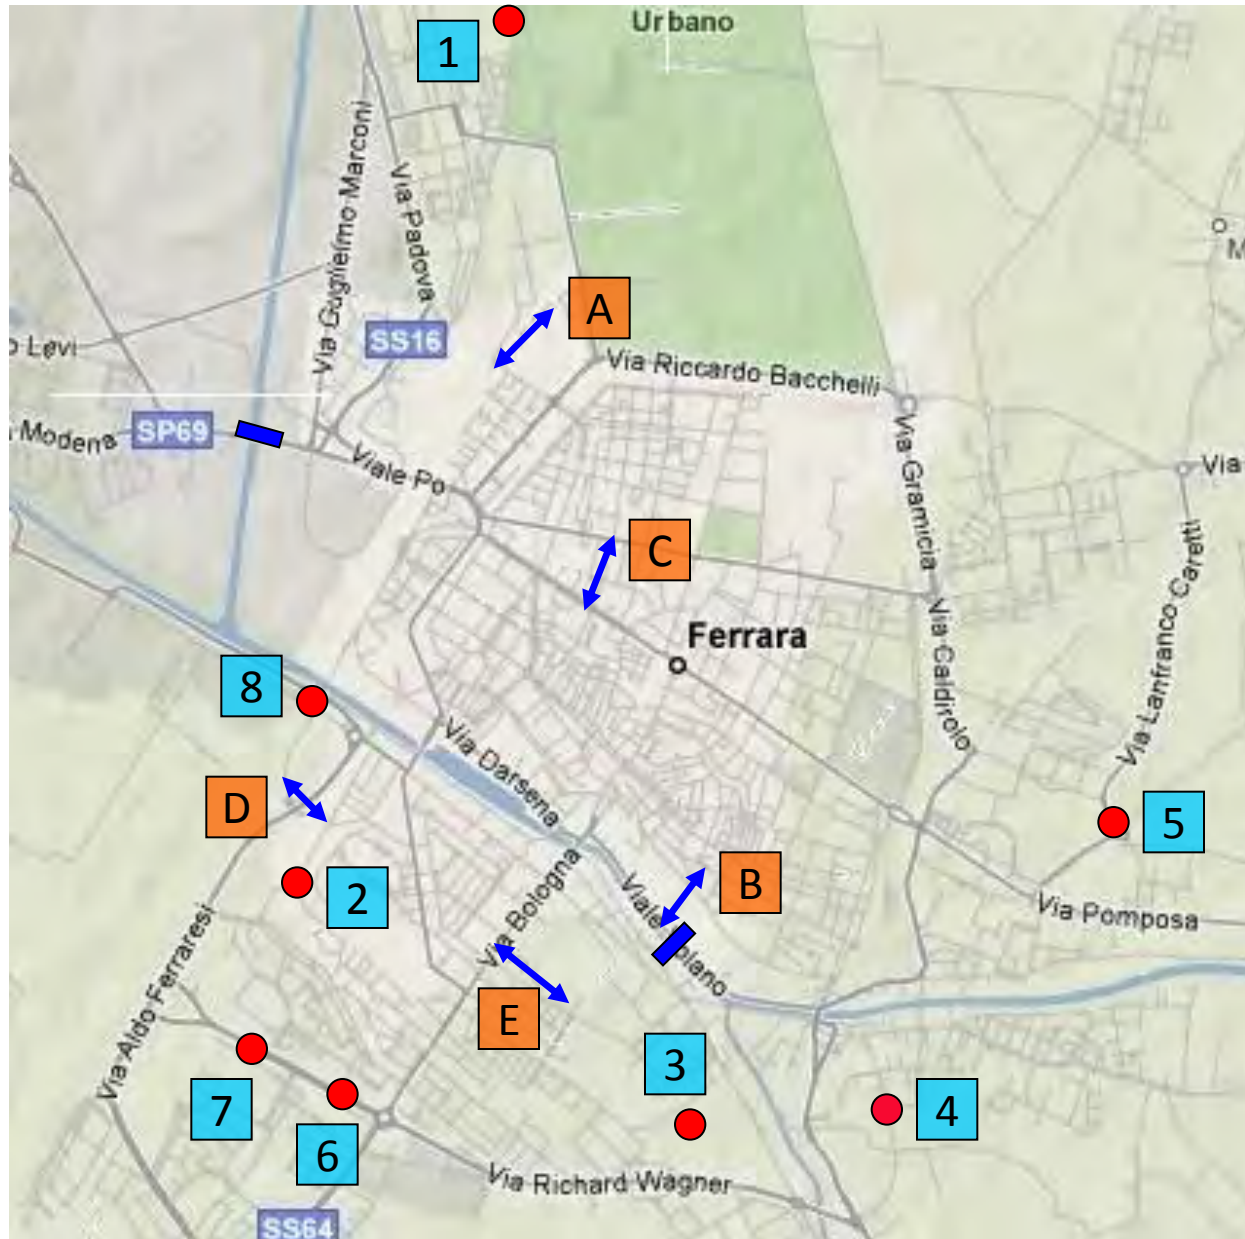 Urbano
1
Via Guglielmo Marconi
Via Padova
M
A
o Levi
SS16
Via Riccardo Bacchelli
Modena
SP69
Viale Po
Via Gramicia
Via
C
Via Lanfranco Caretti
Ferrara
Via Caldirolo
8
Via Darsena
D
5
B
2
Via Bologna
Viale
Via Pomposa
Via Aldo Ferraresi
E
3
7
4
6
Via Richard Wagner
SS64